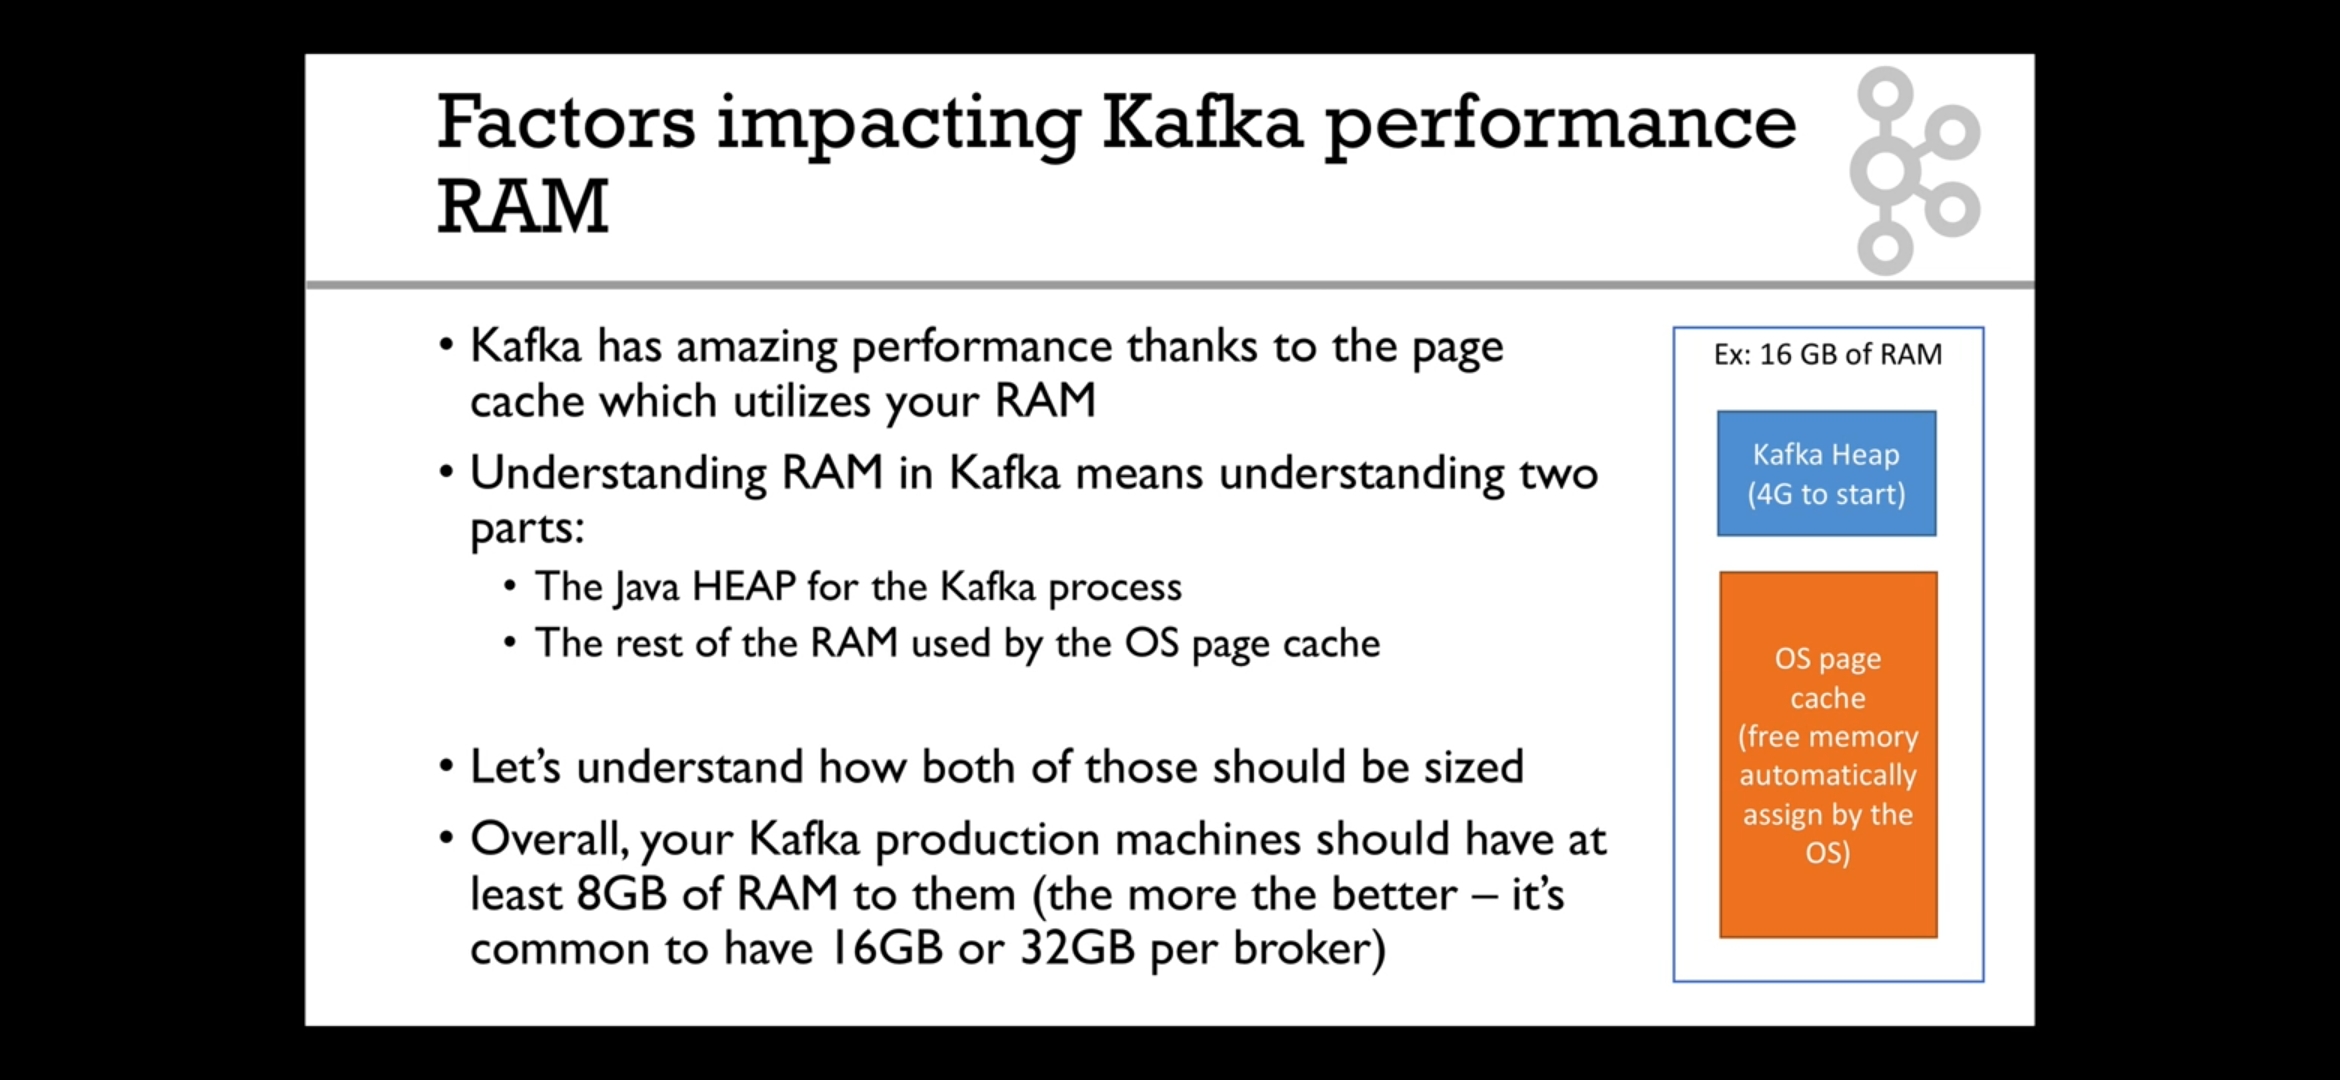 Factors impacting Kafka performance
RAM
• Kafka has amazing performance thanks to the page
cache which utilizes your RAM
• Understanding RAM in Kafka means understanding two
parts:
• The Java HEAP for the Kafka process
• The rest of the RAM used by the OS page cache
• Let's understand how both of those should be sized
• Overall, your Kafka production machines should have at
least 8GB of RAM to them (the more the better – it's
common to have 16GB or 32GB per broker)
Ex: 16 GB of RAM
Kafka Heap
(4G to start)
OS page
cache
(free memory
automatically
assign by the
OS)